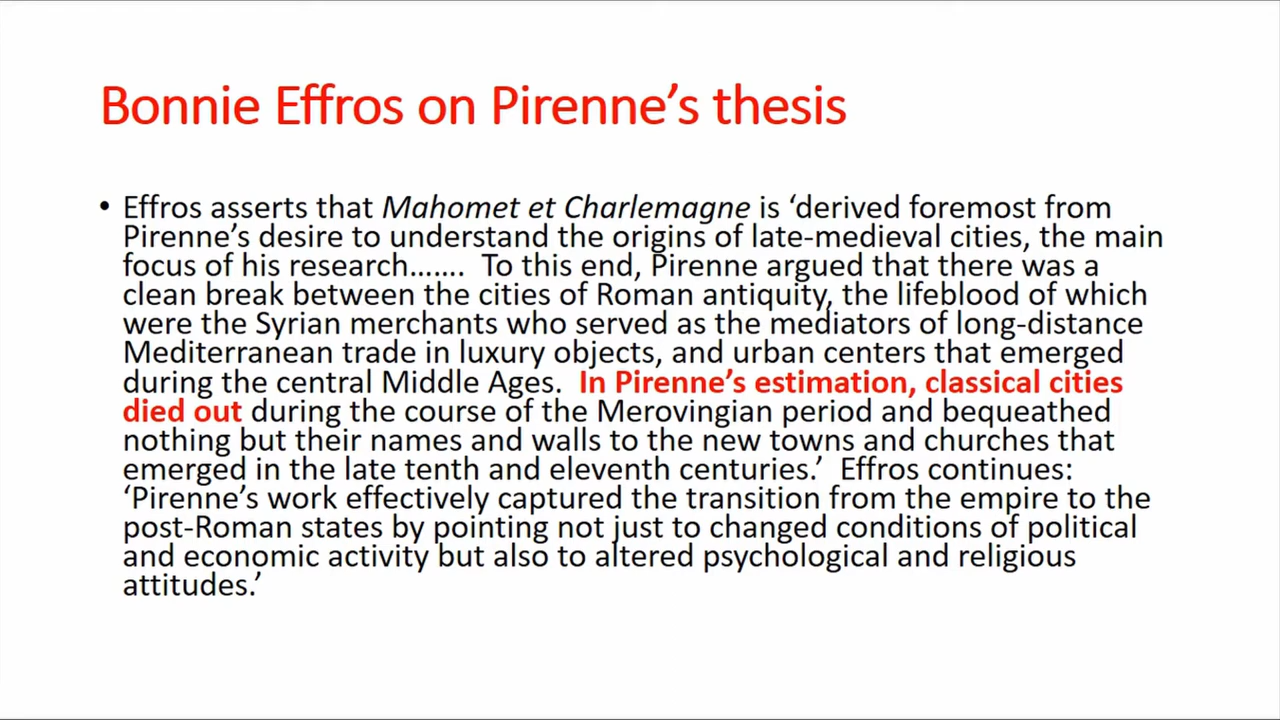 Bonnie Effros on Pirenne’s thesis
• Effros asserts that Mahomet et Charlemagne is ‘derived foremost from
Pirenne’s desire to understand the origins of late-medieval cities, the main
focus of his research……. To this end, Pirenne argued that there was a
clean break between the cities of Roman antiquity, the lifeblood of which
were the Syrian merchants who served as the mediators of long-distance
Mediterranean trade in luxury objects, and urban centers that emerged
during the central Middle Ages. In Pirenne’s estimation, classical cities
died out during the course of the Merovingian period and bequeathed
nothing but their names and walls to the new towns and churches that
emerged in the late tenth and eleventh centuries.’ Effros continues:
‘Pirenne’s work effectively captured the transition from the empire to the
post-Roman states by pointing not just to changed conditions of political
and economic activity but also to altered psychological and religious
attitudes.’